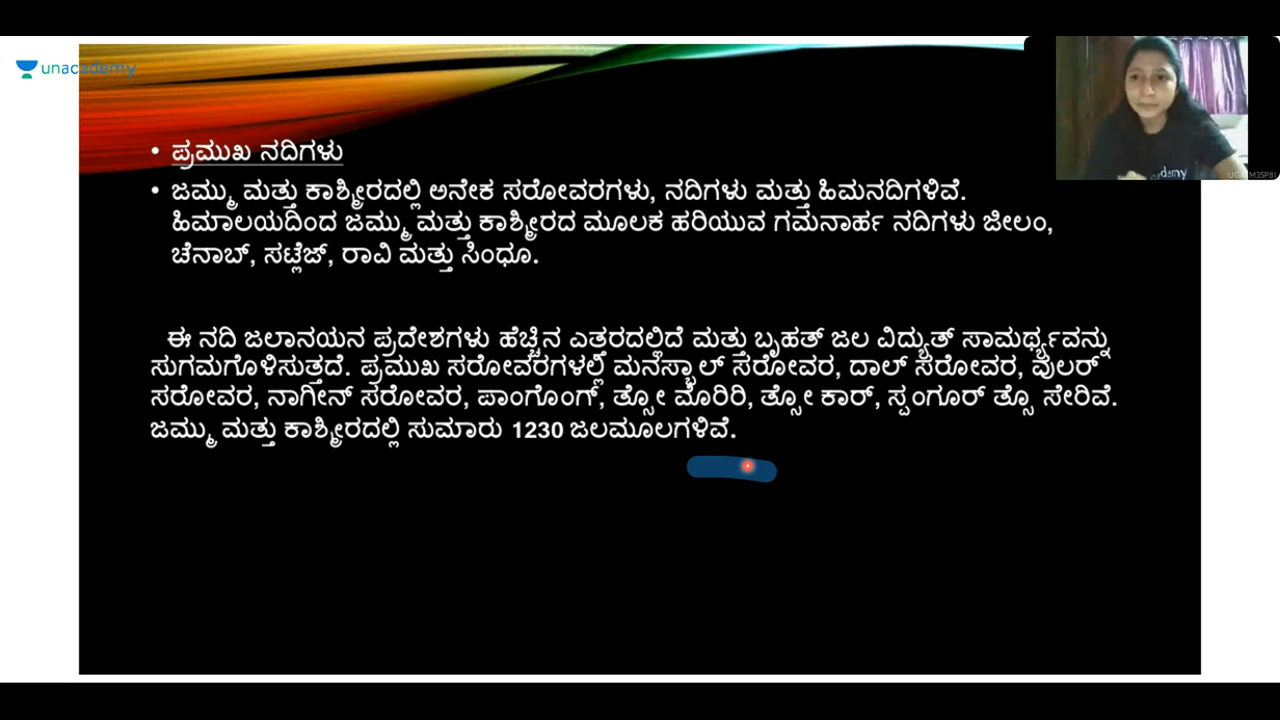 unacademy
• ಪ್ರಮುಖ ನದಿಗಳು
• ಜಮ್ಮು ಮತ್ತು ಕಾಶ್ಮೀರದಲ್ಲಿ ಅನೇಕ ಸರೋವರಗಳು, ನದಿಗಳು ಮತ್ತು ಹಿಮನದಿಗಳಿವೆ.
ಹಿಮಾಲಯದಿಂದ ಜಮ್ಮು ಮತ್ತು ಕಾಶ್ಮೀರದ ಮೂಲಕ ಹರಿಯುವ ಗಮನಾರ್ಹ ನದಿಗಳು ಜೀಲಂ,
ಚೆನಾಬ್, ಸಟ್ಲೆಜ್, ರಾವಿ ಮತ್ತು ಸಿಂಧೂ.
ಈ ನದಿ ಜಲಾನಯನ ಪ್ರದೇಶಗಳು ಹೆಚ್ಚಿನ ಎತ್ತರದಲ್ಲಿದೆ ಮತ್ತು ಬೃಹತ್ ಜಲ ವಿದ್ಯುತ್ ಸಾಮರ್ಥ್ಯವನ್ನು
ಸುಗಮಗೊಳಿಸುತ್ತದೆ. ಪ್ರಮುಖ ಸರೋವರಗಳಲ್ಲಿ ಮನಸ್ಬಾಲ್ ಸರೋವರ, ದಾಲ್ ಸರೋವರ, ವುಲರ್
ಸರೋವರ, ನಾಗೀನ್ ಸರೋವರ, ಪಾಂಗೊಂಗ್, ತ್ಸೋ ಮೊರಿರಿ, ತ್ಸೋ ಕಾರ್, ಸ್ಪಂಗೂರ್ ತ್ಸೊ ಸೇರಿವೆ.
ಜಮ್ಮು ಮತ್ತು ಕಾಶ್ಮೀರದಲ್ಲಿ ಸುಮಾರು 1230 ಜಲಮೂಲಗಳಿವೆ.